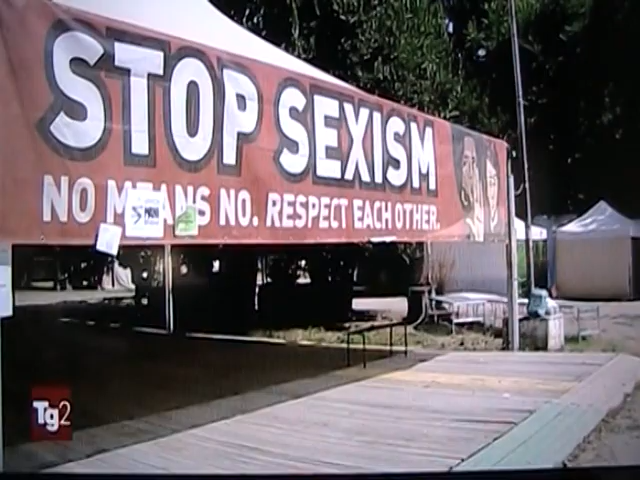 STOP SEXISM
NO MEANS NO. RESPECT EACH OTHER.
Tg2